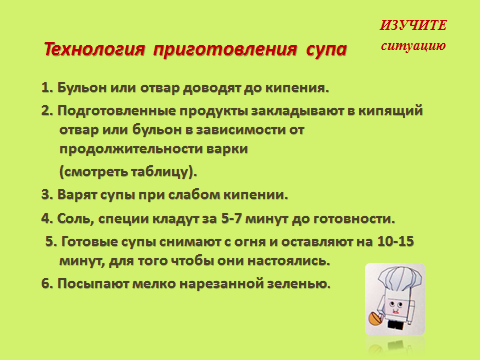 ИЗУЧИТЕ
ситуацию
Технология приготовления супа
1. Бульон или отвар доводят до кипения.
2. Подготовленные продукты закладывают в кипящий
отвар или бульон в зависимости от
продолжительности варки
(смотреть таблицу).
3. Варят супы при слабом кипении.
4. Соль, специи кладут за 5-7 минут до готовности.
5. Готовые супы снимают с огня и оставляют на 10-15
минут, для того чтобы они настоялись.
6. Посыпают мелко нарезанной зеленью.